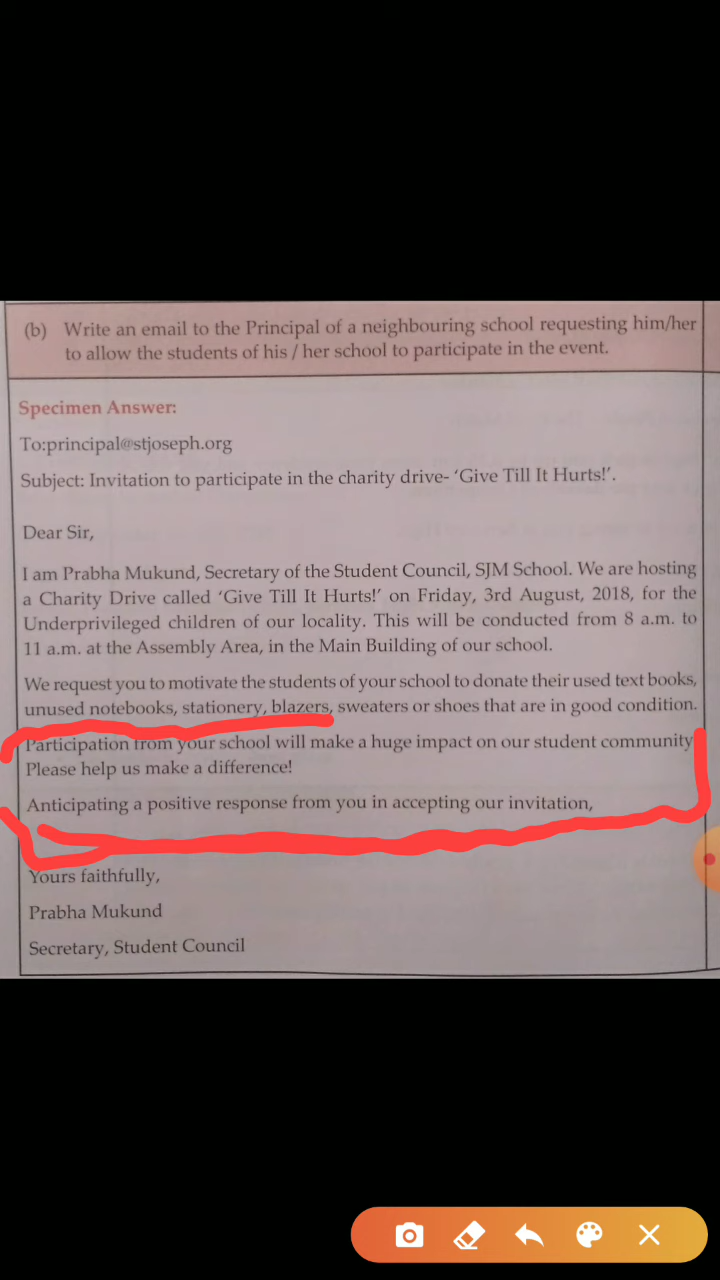 (b) Write an email to the Principal of a neighbouring school requesting him/her
to allow the students of his / her school to participate in the event.
Specimen Answer:
To:principal@stjoseph.org
Subject: Invitation to participate in the charity drive- ‘Give Till It Hurts!’.
Dear Sir,
I am Prabha Mukund, Secretary of the Student Council, SJM School. We are hosting
a Charity Drive called ‘Give Till It Hurts!’ on Friday, 3rd August, 2018, for the
Underprivileged children of our locality. This will be conducted from 8 a.m. to
11 a.m. at the Assembly Area, in the Main Building of our school.
We request you to motivate the students of your school to donate their used text books,
unused notebooks, stationery, blazers, sweaters or shoes that are in good condition.
Participation from your school will make a huge impact on our student community
Please help us make a difference!
Anticipating a positive response from you in accepting our invitation,
Yours faithfully,
Prabha Mukund
Secretary, Student Council